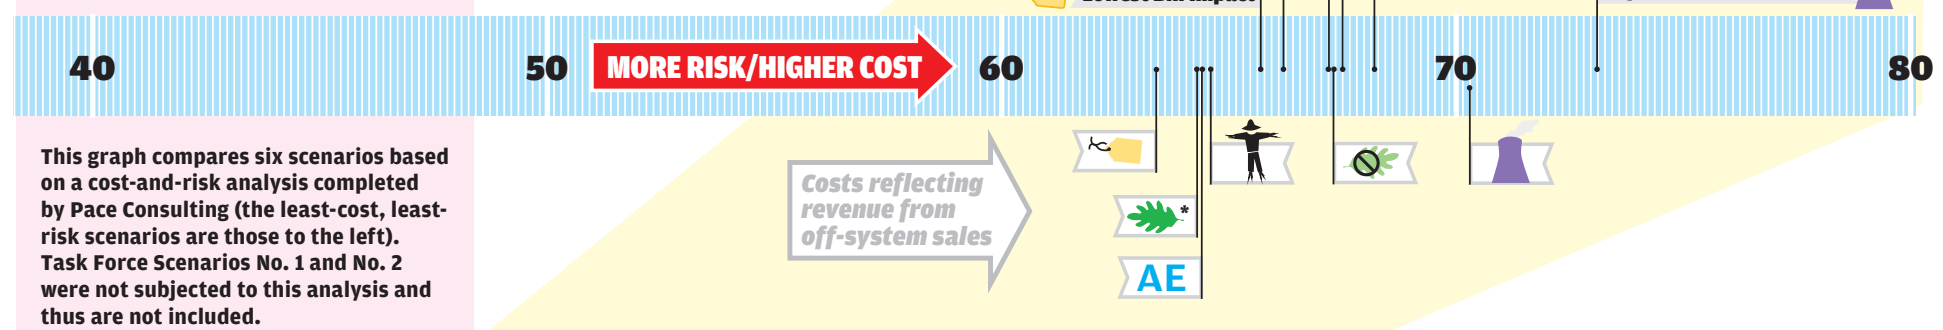 Lowest Bill Impact
40 50 MORE RISK/HIGHER COST 60 70 80
This graph compares six scenarios based
on a cost-and-risk analysis completed
by Pace Consulting (the least-cost, least-
risk scenarios are those to the left).
Task Force Scenarios No. 1 and No. 2
were not subjected to this analysis and
thus are not included.
Costs reflecting
revenue from
off-system sales
*
AE